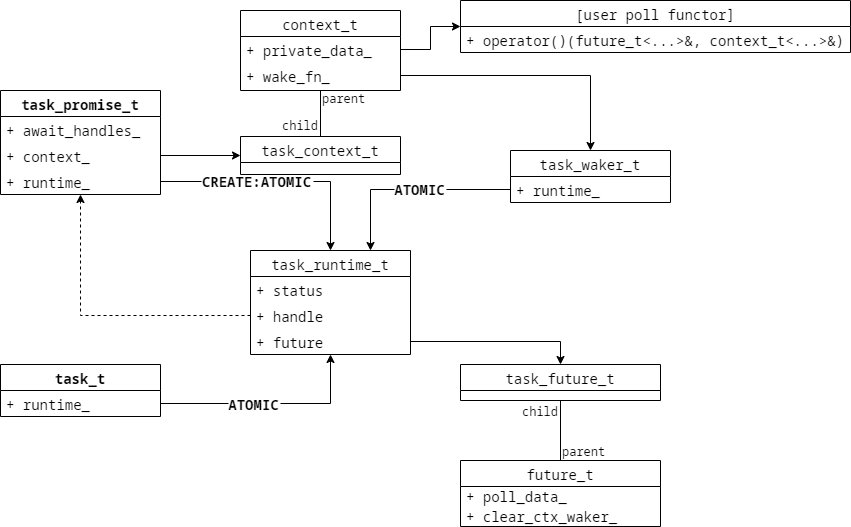 context_t
+ private_data_
+ wake_fn_
[user poll functor]
+ operator()(future_t<...>&, context_t<...>&)
task_promise_t
+ await_handles_
+ context_
+ runtime_
parent
child
task_context_t
CREATE:ATOMIC
task_waker_t
+ runtime_
ATOMIC
task_runtime_t
+ status
+ handle
+ future
task_t
+ runtime_
ATOMIC
task_future_t
child
parent
future_t
+ poll_data_
+ clear_ctx_waker_